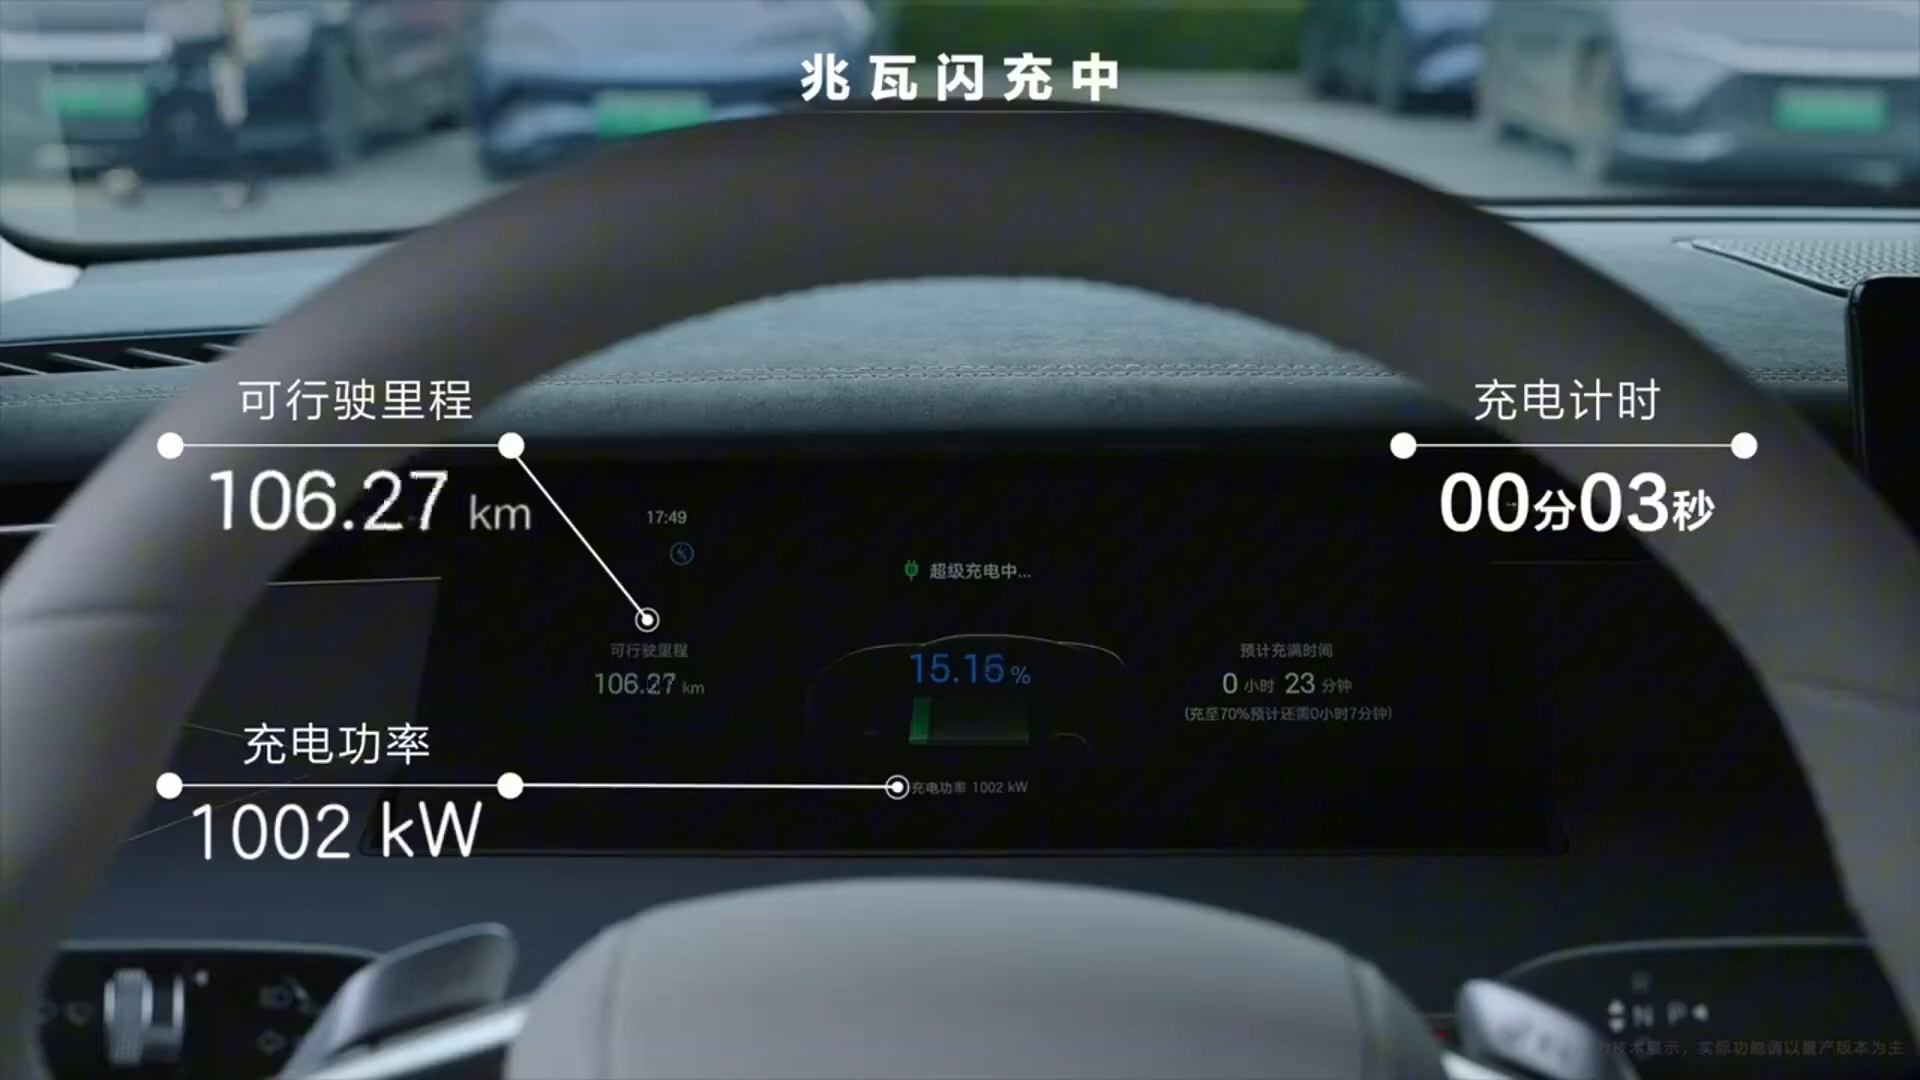 兆瓦闪充中
可行驶里程
106.27 km
充电计时
00分03秒
17:49
超级充电中...
可行驶里程
106.27 km
15.16%
预计充满时间
0 小时 23 分钟
(充至70%预计还需0小时7分钟)
充电功率
1002 kW
充电功率 1002 kW
R
N P
技术展示，实际功能请以量产版本为主